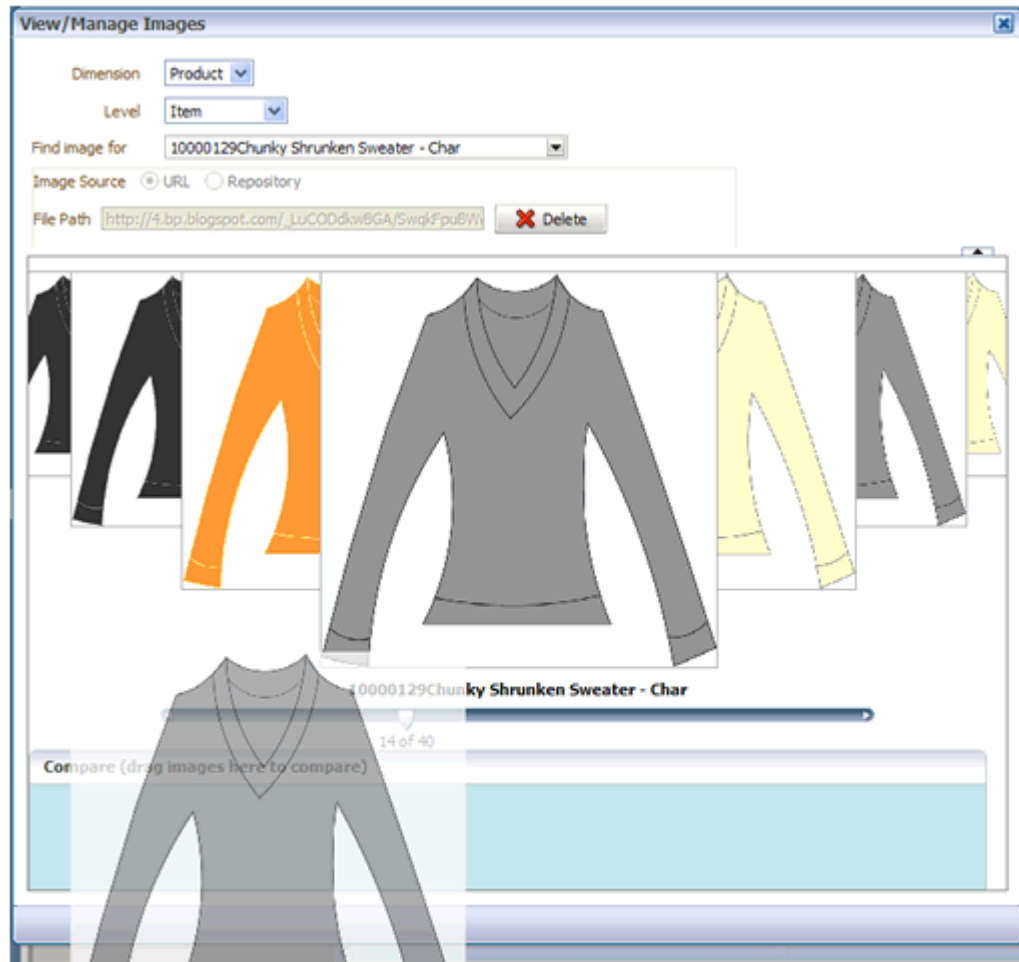 View/Manage Images
Dimension Product
Level Item
Find image for 10000129Chunky Shrunken Sweater - Char
Image Source URL Repository
File Path http://4.bp.blogspot.com/_LuCODdkwBGA/SwqkFpuBW Delete
10000129Chunky Shrunken Sweater - Char
14 of 40
Compare (drag images here to compare)